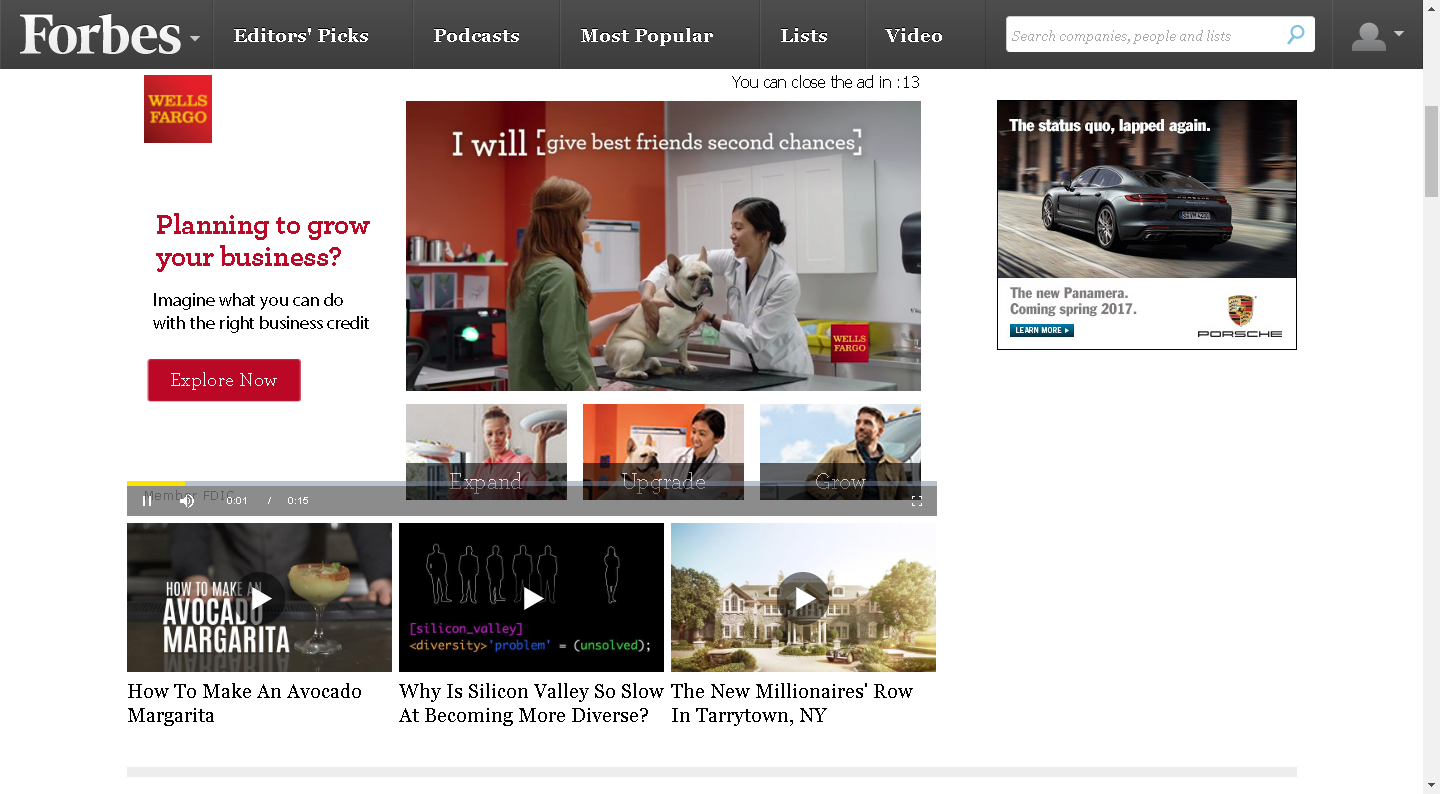 Forbes
Editors' Picks
Podcasts
Most Popular
Lists
Video
Search companies, people and lists
WELLS
FARGO
You can close the ad in :13
I will [give best friends second chances]
Planning to grow
your business?
Imagine what you can do
with the right business credit
Explore Now
WELLS
FARGO
Expand
Upgrade
Grow
Member FDIC
0:01 / 0:15
The status quo, lapped again.
PORSCHE
The new Panamera.
Coming spring 2017.
LEARN MORE
PORSCHE
HOW TO MAKE AN
AVOCADO
MARGARITA
[silicon_valley]
<diversity>'problem' = (unsolved);
How To Make An Avocado
Margarita
Why Is Silicon Valley So Slow
At Becoming More Diverse?
The New Millionaires' Row
In Tarrytown, NY